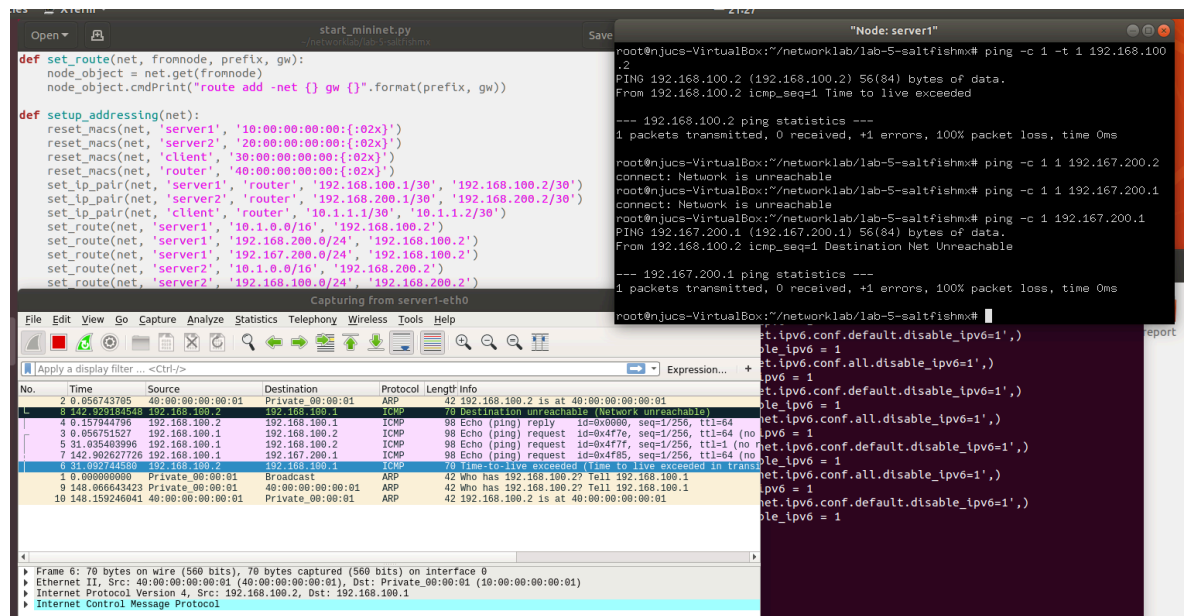 21:27
Open
start_mininet.py
~/networklab/lab-5-saltfishmx
Save
def set_route(net, fromnode, prefix, gw):
    node_object = net.get(fromnode)
    node_object.cmdPrint("route add -net {} gw {}".format(prefix, gw))
def setup_addressing(net):
    reset_macs(net, 'server1', '10:00:00:00:00:{:02x}')
    reset_macs(net, 'server2', '20:00:00:00:00:{:02x}')
    reset_macs(net, 'client', '30:00:00:00:00:{:02x}')
    reset_macs(net, 'router', '40:00:00:00:00:{:02x}')
    set_ip_pair(net, 'server1', 'router', '192.168.100.1/30', '192.168.100.2/30')
    set_ip_pair(net, 'server2', 'router', '192.168.200.1/30', '192.168.200.2/30')
    set_ip_pair(net, 'client', 'router', '10.1.1.1/30', '10.1.1.2/30')
    set_route(net, 'server1', '10.1.0.0/16', '192.168.100.2')
    set_route(net, 'server1', '192.168.200.0/24', '192.168.100.2')
    set_route(net, 'server1', '192.167.200.0/24', '192.168.100.2')
    set_route(net, 'server2', '10.1.0.0/16', '192.168.200.2')
    set_route(net, 'server2', '192.168.100.0/24', '192.168.200.2')
"Node: server1"
root@njucs-VirtualBox:~/networklab/lab-5-saltfishmx# ping -c 1 -t 1 192.168.100
.2
PING 192.168.100.2 (192.168.100.2) 56(84) bytes of data.
From 192.168.100.2 icmp_seq=1 Time to live exceeded
--- 192.168.100.2 ping statistics ---
1 packets transmitted, 0 received, +1 errors, 100% packet loss, time 0ms
root@njucs-VirtualBox:~/networklab/lab-5-saltfishmx# ping -c 1 1 192.167.200.2
connect: Network is unreachable
root@njucs-VirtualBox:~/networklab/lab-5-saltfishmx# ping -c 1 1 192.167.200.1
connect: Network is unreachable
root@njucs-VirtualBox:~/networklab/lab-5-saltfishmx# ping -c 1 192.167.200.1
PING 192.167.200.1 (192.167.200.1) 56(84) bytes of data.
From 192.168.100.2 icmp_seq=1 Destination Net Unreachable
--- 192.167.200.1 ping statistics ---
1 packets transmitted, 0 received, +1 errors, 100% packet loss, time 0ms
root@njucs-VirtualBox:~/networklab/lab-5-saltfishmx#
Capturing from server1-eth0
File Edit View Go Capture Analyze Statistics Telephony Wireless Tools Help
Apply a display filter ... <Ctrl-/> Expression... +
No. Time Source Destination Protocol Length Info
2 0.056743705 40:00:00:00:00:01 Private_00:00:01 ARP 42 192.168.100.2 is at 40:00:00:00:00:01
8 142.929184548 192.168.100.2 192.168.100.1 ICMP 70 Destination unreachable (Network unreachable)
4 0.157944796 192.168.100.2 192.168.100.1 ICMP 98 Echo (ping) reply id=0x0000, seq=1/256, ttl=64
3 0.056751527 192.168.100.1 192.168.100.2 ICMP 98 Echo (ping) request id=0x4f7e, seq=1/256, ttl=64 (no
5 31.035403996 192.168.100.1 192.168.100.2 ICMP 98 Echo (ping) request id=0x4f7f, seq=1/256, ttl=1 (no r
7 142.902627726 192.168.100.1 192.167.200.1 ICMP 98 Echo (ping) request id=0x4f85, seq=1/256, ttl=64 (no
6 31.092744580 192.168.100.2 192.168.100.1 ICMP 70 Time-to-live exceeded (Time to live exceeded in transi
1 0.000000000 Private_00:00:01 Broadcast ARP 42 Who has 192.168.100.2? Tell 192.168.100.1
9 148.066643423 Private_00:00:01 40:00:00:00:00:01 ARP 42 Who has 192.168.100.2? Tell 192.168.100.1
10 148.159246041 40:00:00:00:00:01 Private_00:00:01 ARP 42 192.168.100.2 is at 40:00:00:00:00:01
Frame 6: 70 bytes on wire (560 bits), 70 bytes captured (560 bits) on interface 0
Ethernet II, Src: 40:00:00:00:00:01 (40:00:00:00:00:01), Dst: Private_00:00:01 (10:00:00:00:00:01)
Internet Protocol Version 4, Src: 192.168.100.2, Dst: 192.168.100.1
Internet Control Message Protocol
et.ipv6.conf.default.disable_ipv6=1',)
ble_ipv6 = 1
et.ipv6.conf.all.disable_ipv6=1',)
ipv6 = 1
net.ipv6.conf.default.disable_ipv6=1',)
ble_ipv6 = 1
net.ipv6.conf.all.disable_ipv6=1',)
ipv6 = 1
net.ipv6.conf.default.disable_ipv6=1',)
ble_ipv6 = 1
net.ipv6.conf.all.disable_ipv6=1',)
ipv6 = 1
net.ipv6.conf.default.disable_ipv6=1',)
ble_ipv6 = 1
report